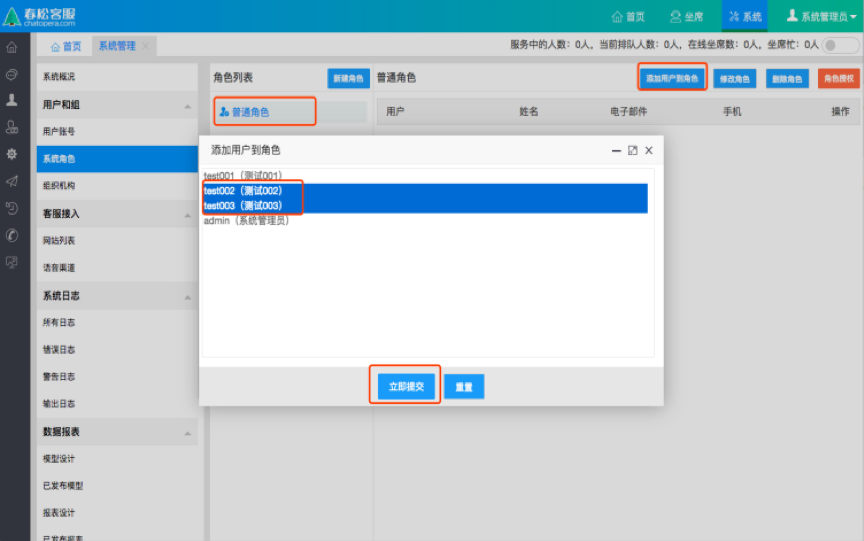 春松客服
chatopera.com
首页
坐席
系统
系统管理员
首页
系统管理
服务中的人数：0人，当前排队人数：0人，在线坐席数：0人，坐席忙：0人
系统概况
用户和组
用户账号
系统角色
组织机构
客服接入
网站列表
语音渠道
系统日志
所有日志
错误日志
警告日志
输出日志
数据报表
模型设计
已发布模型
报表设计
已发布报表
角色列表
新建角色
普通角色
普通角色
添加用户到角色
修改角色
删除角色
角色授权
用户
姓名
电子邮件
手机
操作
添加用户到角色
test001（测试001）
test002（测试002）
test003（测试003）
admin（系统管理员）
立即提交
重置